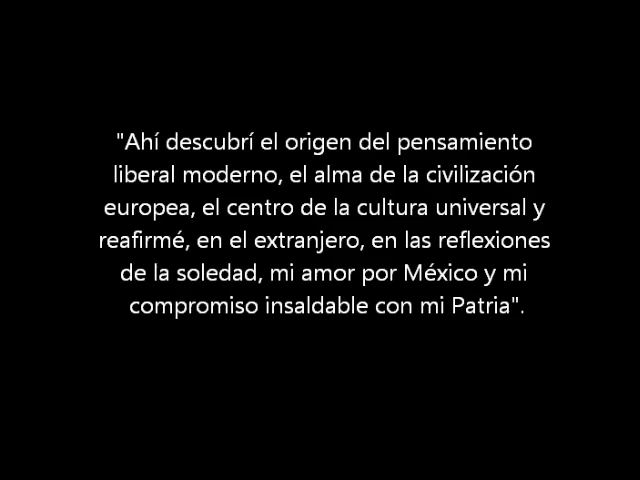 "Ahí descubrí el origen del pensamiento
liberal moderno, el alma de la civilización
europea, el centro de la cultura universal y
reafirmé, en el extranjero, en las reflexiones
de la soledad, mi amor por México y mi
compromiso insaldable con mi Patria".